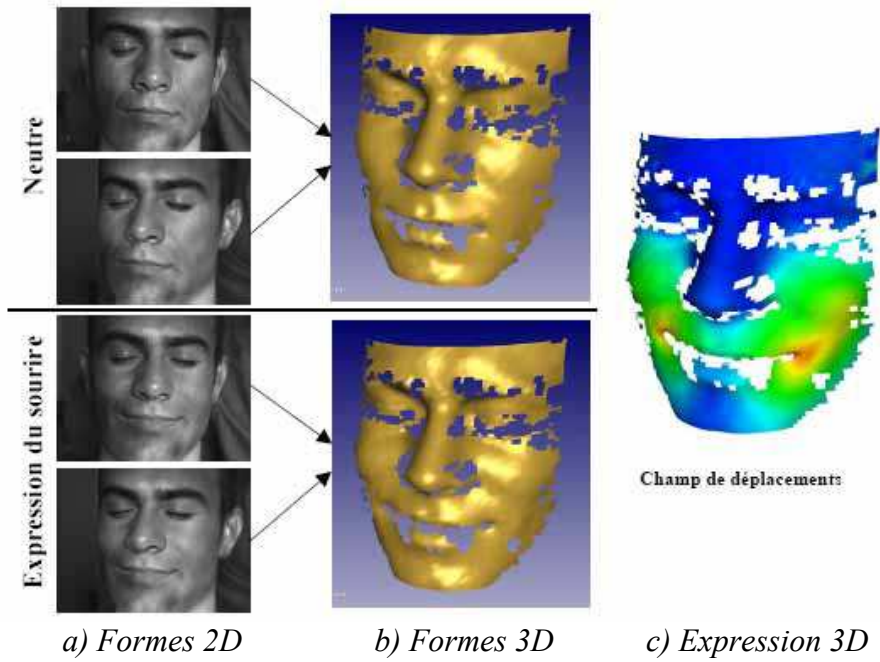 Neutre
Expression du sourire
Champ de déplacements
a) Formes 2D
b) Formes 3D
c) Expression 3D